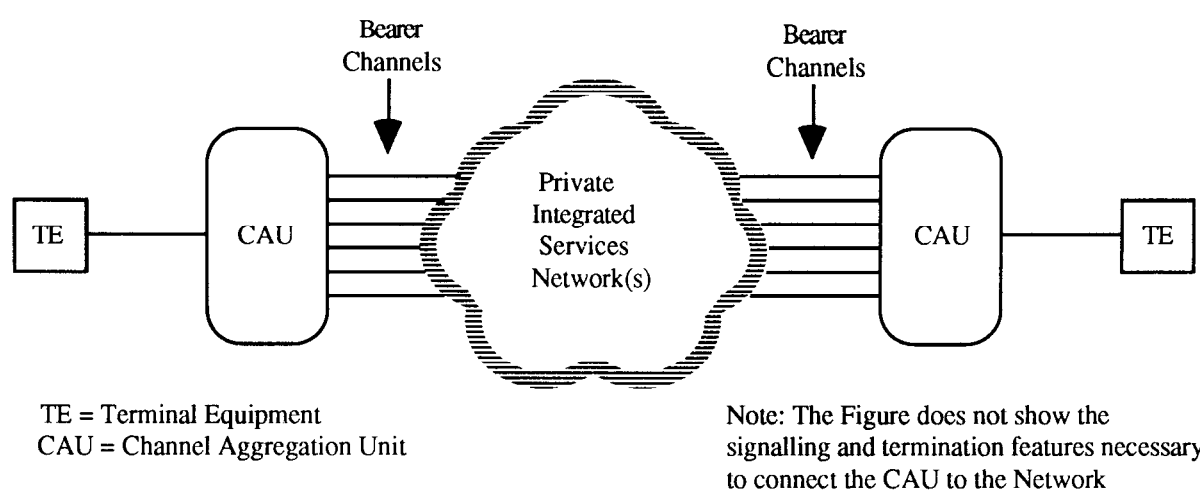 Bearer
Channels
Bearer
Channels
TE
CAU
Private
Integrated
Services
Network(s)
CAU
TE
TE = Terminal Equipment
CAU = Channel Aggregation Unit
Note: The Figure does not show the
signalling and termination features necessary
to connect the CAU to the Network